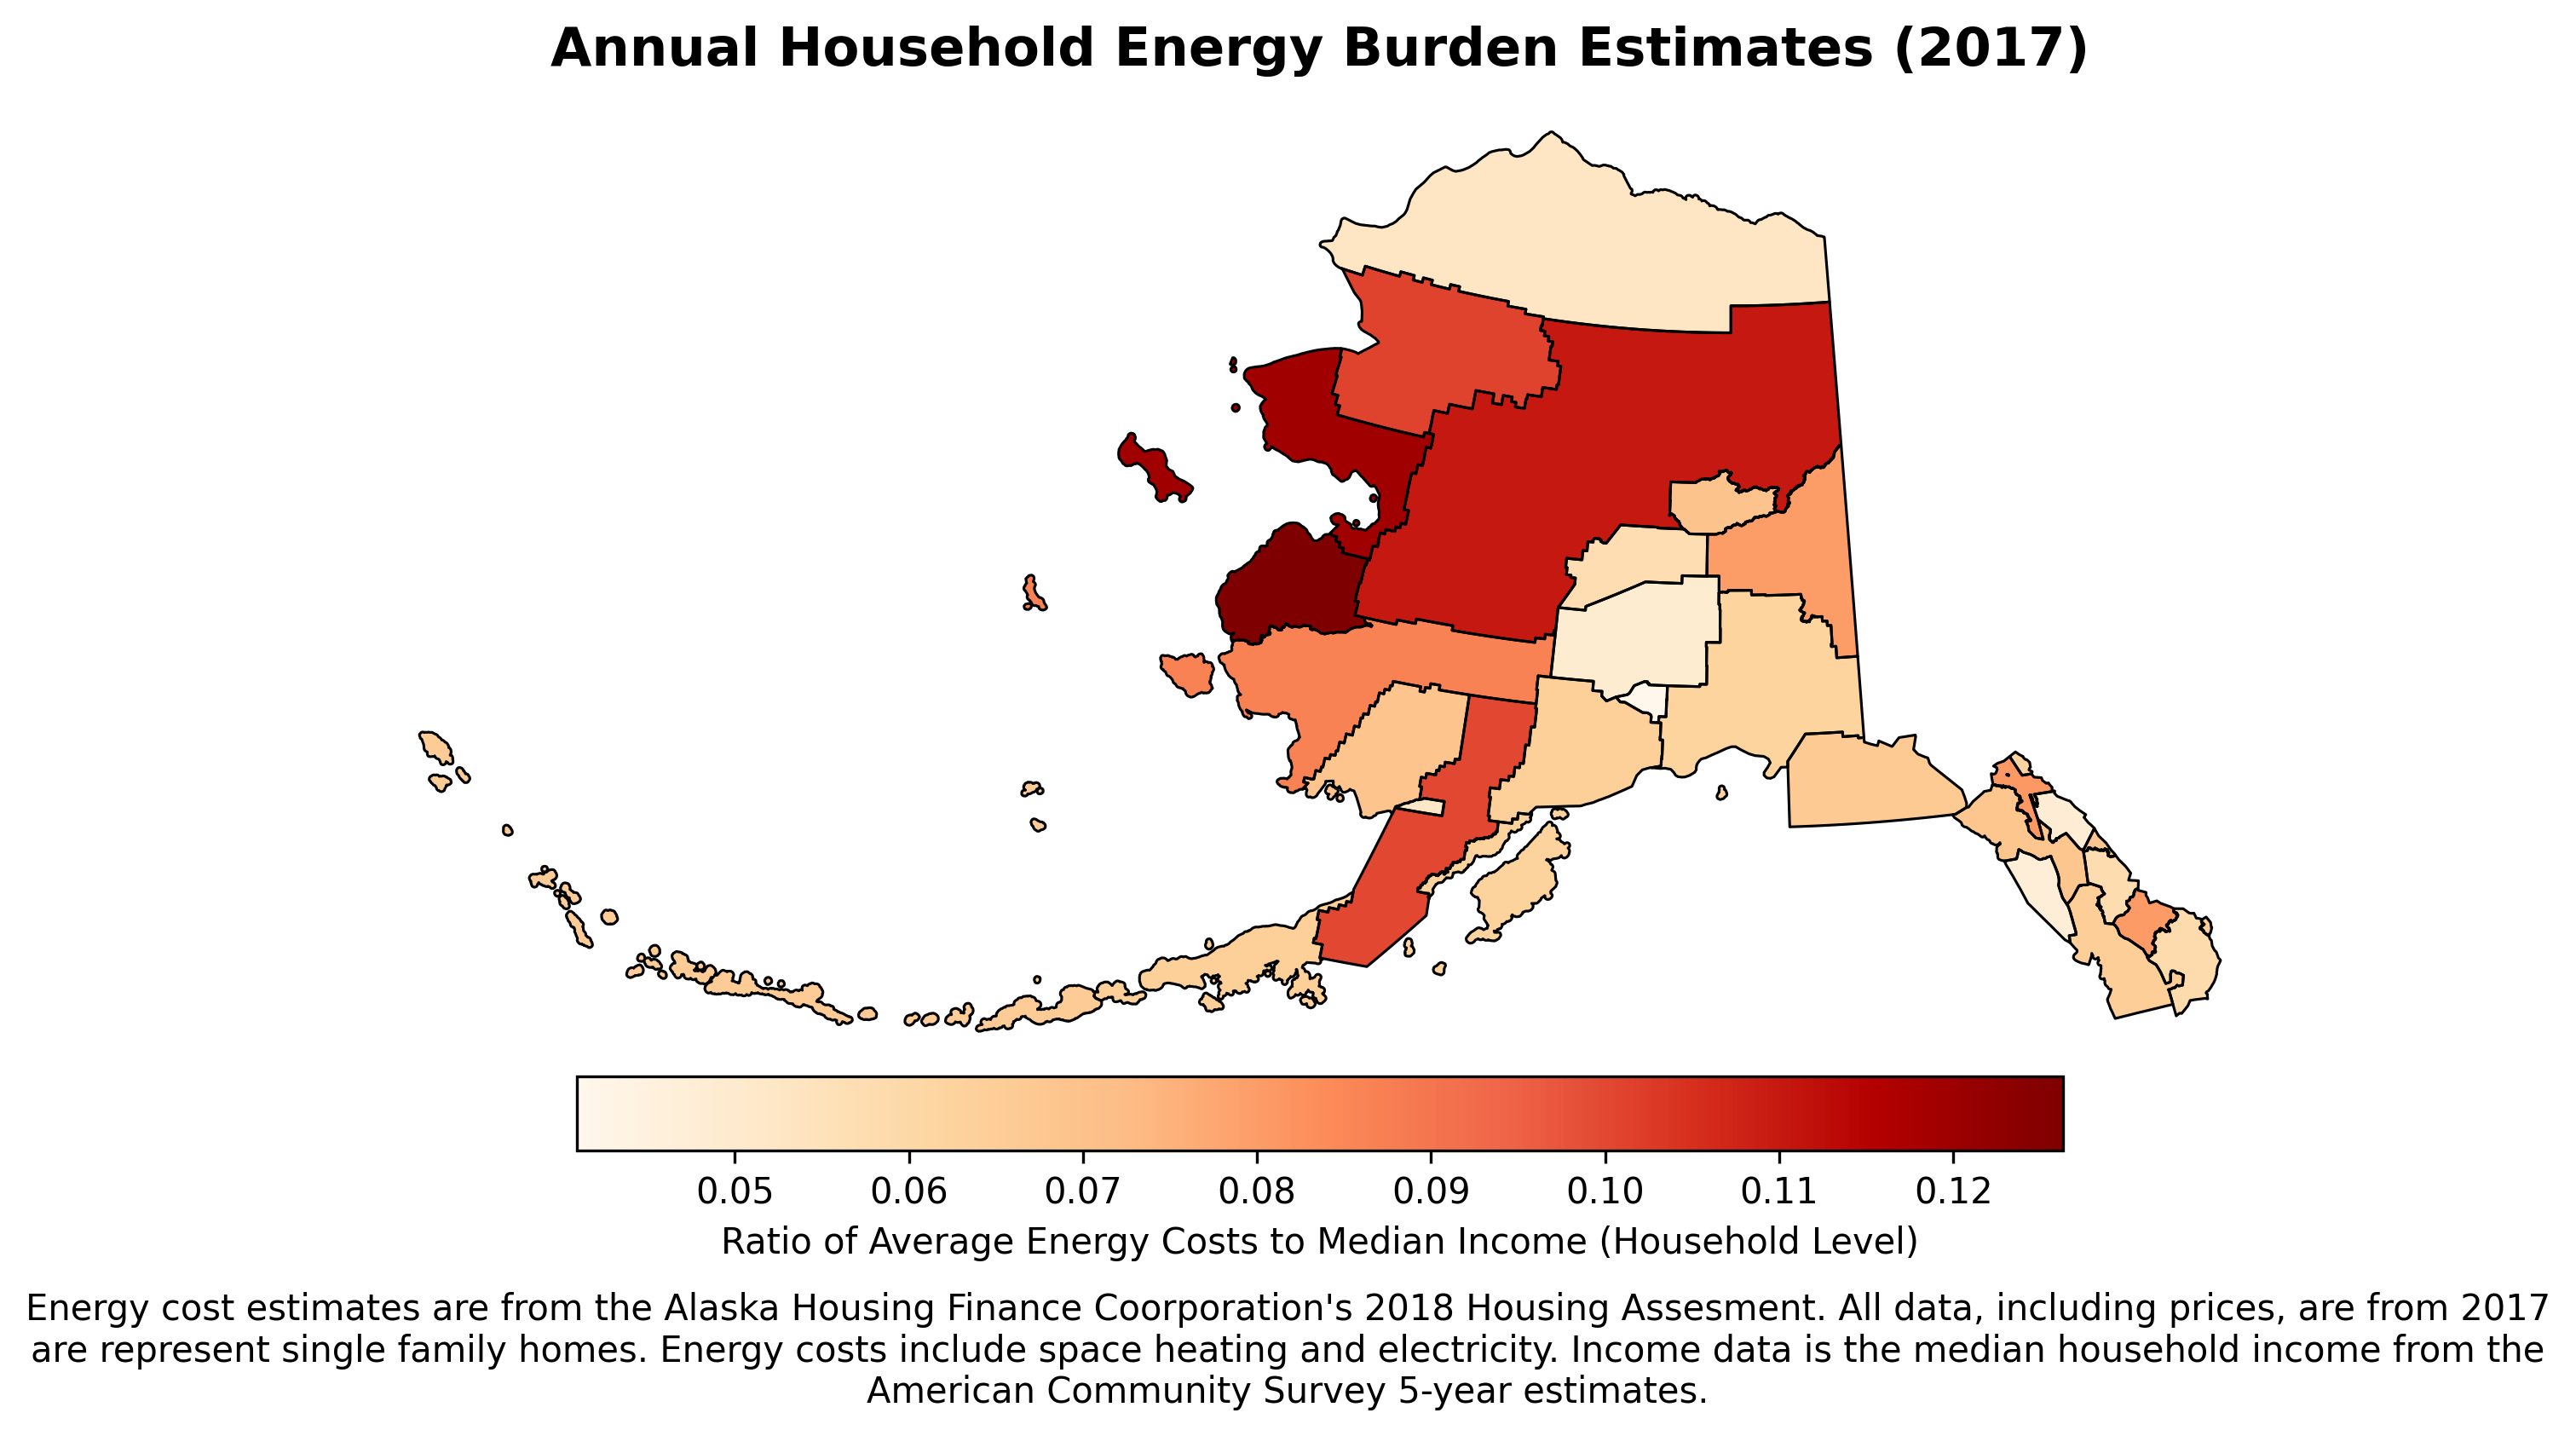 Annual Household Energy Burden Estimates (2017)
0.05 0.06 0.07 0.08 0.09 0.10 0.11 0.12
Ratio of Average Energy Costs to Median Income (Household Level)
Energy cost estimates are from the Alaska Housing Finance Coorporation's 2018 Housing Assesment. All data, including prices, are from 2017
are represent single family homes. Energy costs include space heating and electricity. Income data is the median household income from the
American Community Survey 5-year estimates.